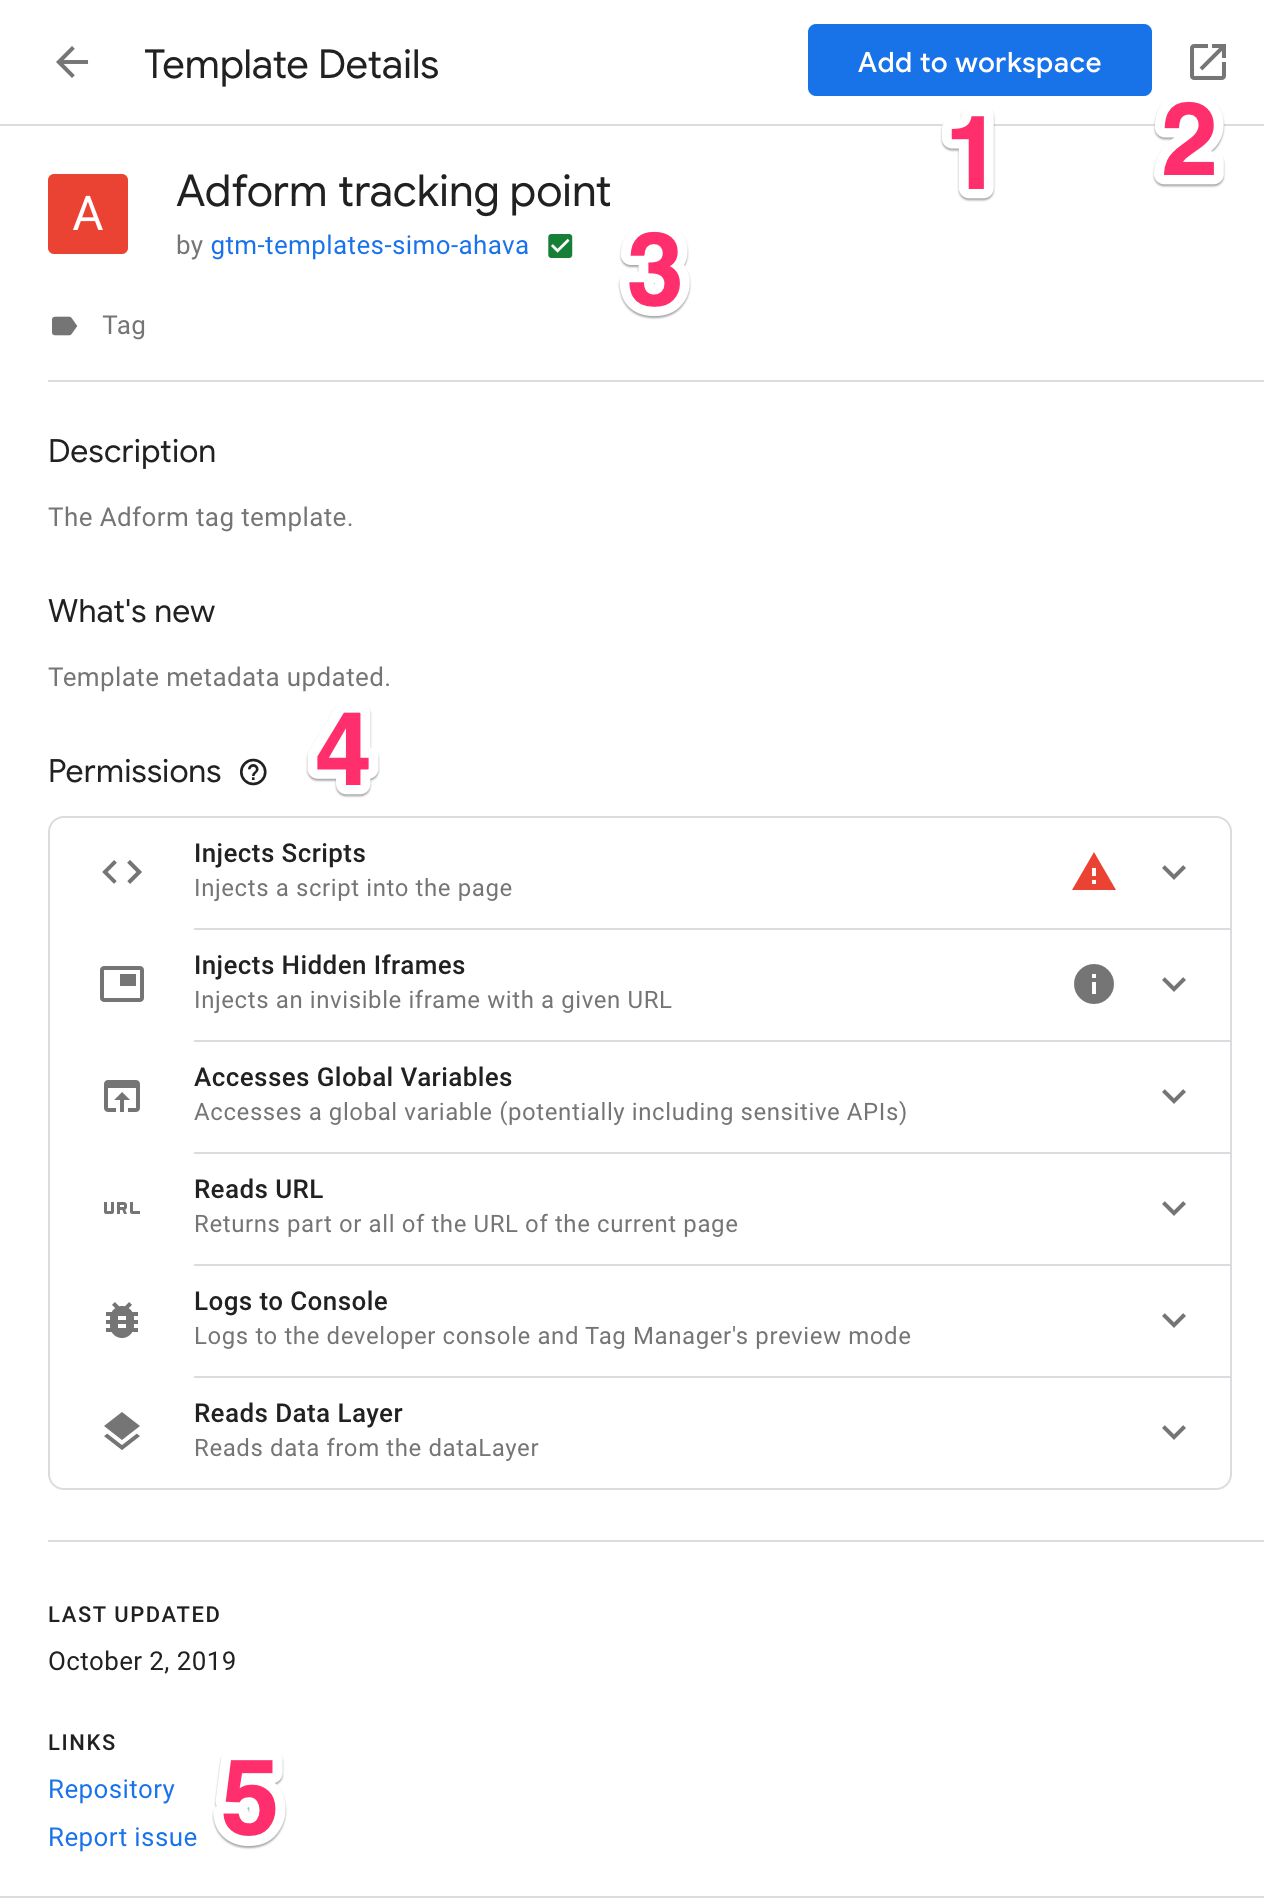 Template Details
Add to workspace
1
2
A
Adform tracking point
by gtm-templates-simo-ahava
3
Tag
Description
The Adform tag template.
What's new
Template metadata updated.
Permissions ?
4
Injects Scripts
Injects a script into the page
Injects Hidden Iframes
Injects an invisible iframe with a given URL
Accesses Global Variables
Accesses a global variable (potentially including sensitive APIs)
URL
Reads URL
Returns part or all of the URL of the current page
Logs to Console
Logs to the developer console and Tag Manager's preview mode
Reads Data Layer
Reads data from the dataLayer
LAST UPDATED
October 2, 2019
LINKS
Repository
5
Report issue